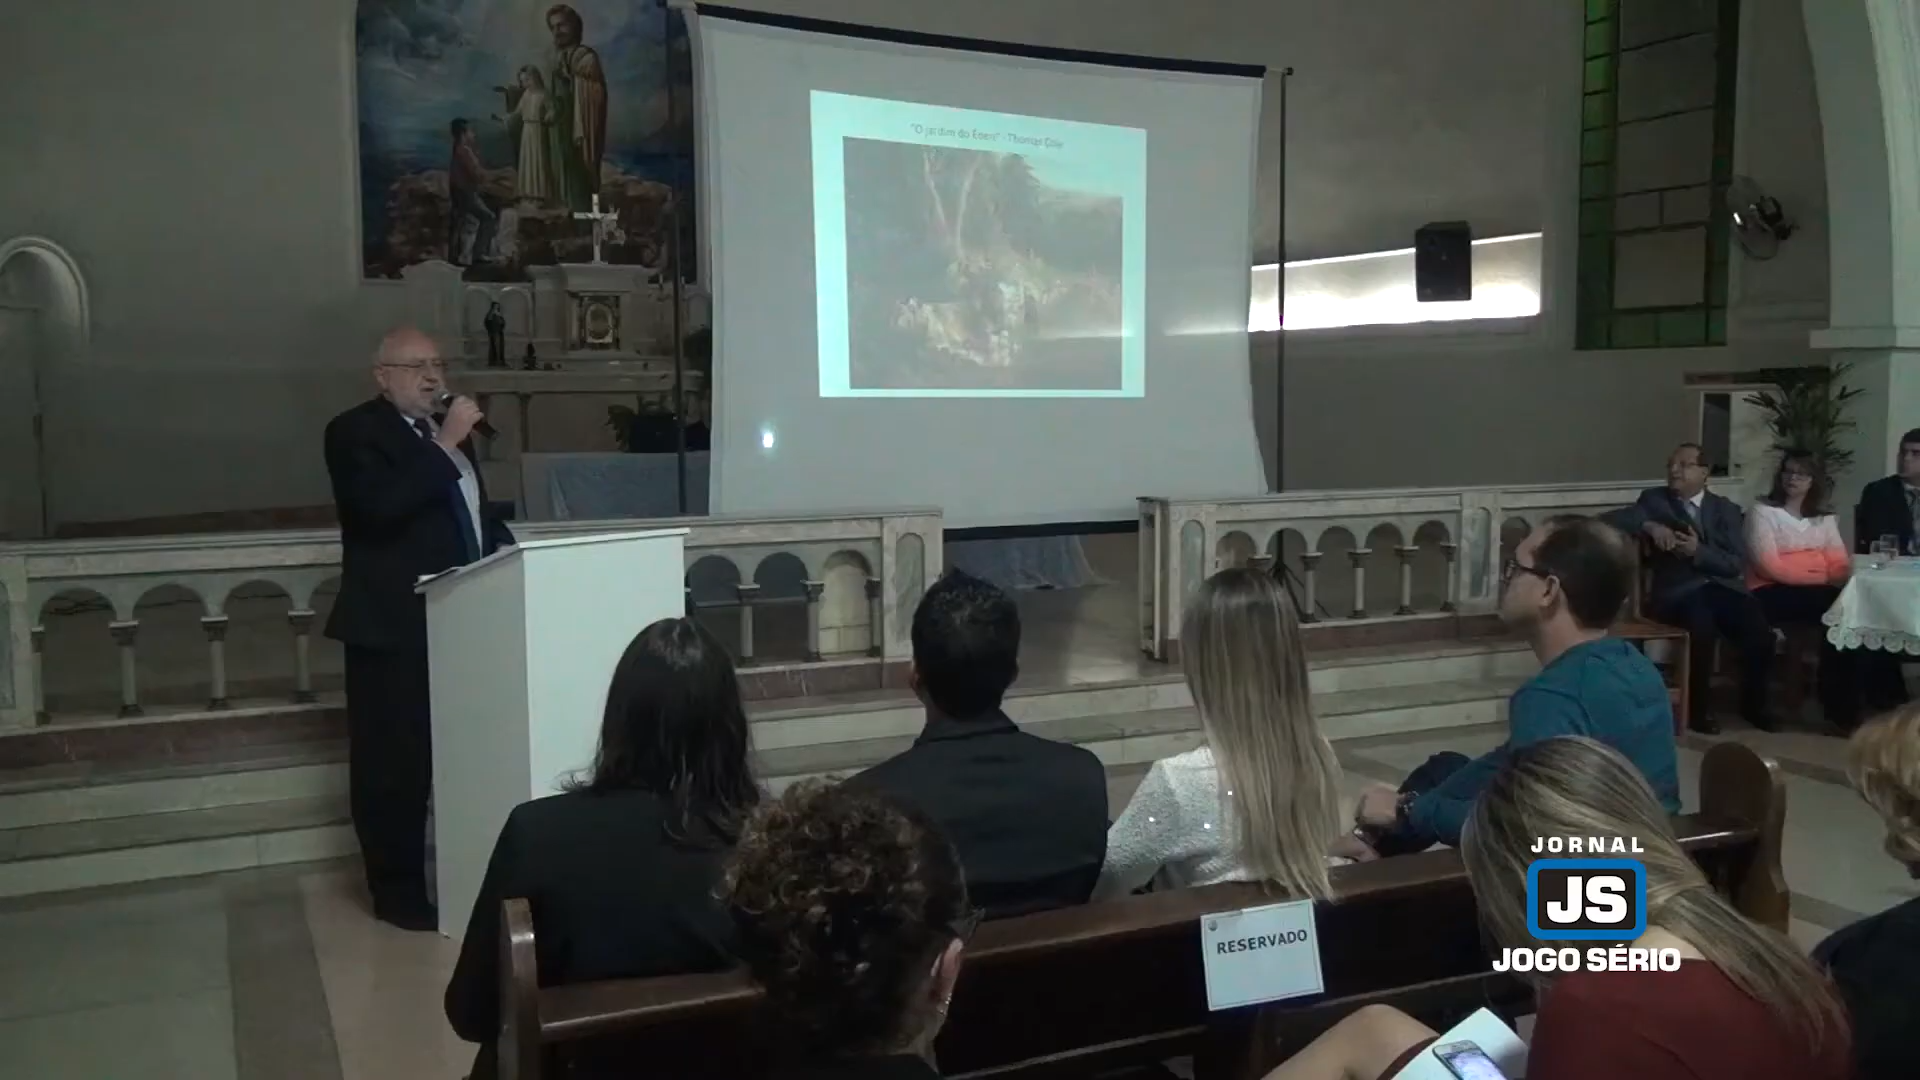 "O jardim do Éden" - Thomas Cole
RESERVADO
JORNAL
JS
JOGO SÉRIO